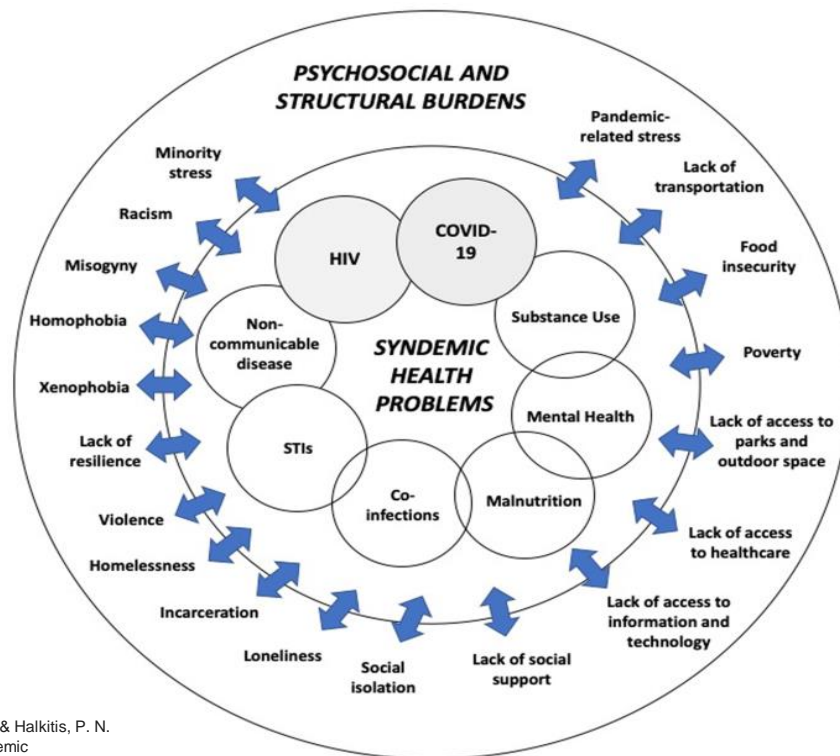 PSYCHOSOCIAL AND
STRUCTURAL BURDENS
Pandemic-
related stress
Lack of
transportation
Food
insecurity
Poverty
Lack of access to
parks and
outdoor space
Lack of access
to healthcare
Lack of access to
information and
technology
Lack of social
support
Social
isolation
Loneliness
Incarceration
Homelessness
Violence
Lack of
resilience
Xenophobia
Homophobia
Misogyny
Racism
Minority
stress
HIV
COVID-
19
Substance Use
Mental Health
Malnutrition
Co-
infections
STIs
Non-
communicable
disease
SYNDEMIC
HEALTH
PROBLEMS
& Halkitis, P. N.
emic